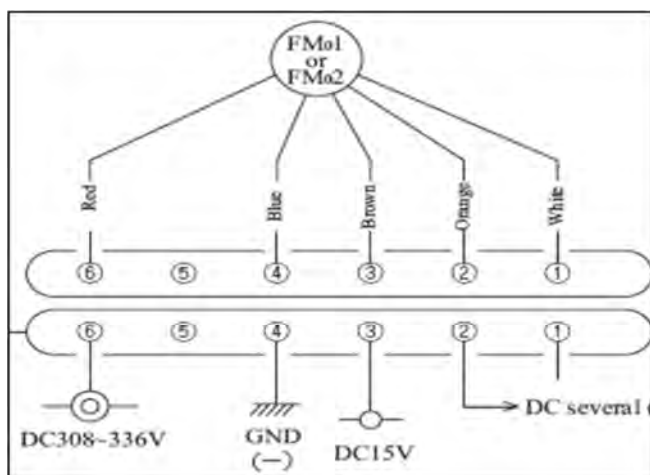 FMo1
or
FMo2
Red
Blue
Brown
Orange
White
6 5 4 3 2 1
6 5 4 3 2 1
DC308~336V
GND
(—)
DC15V
DC several (